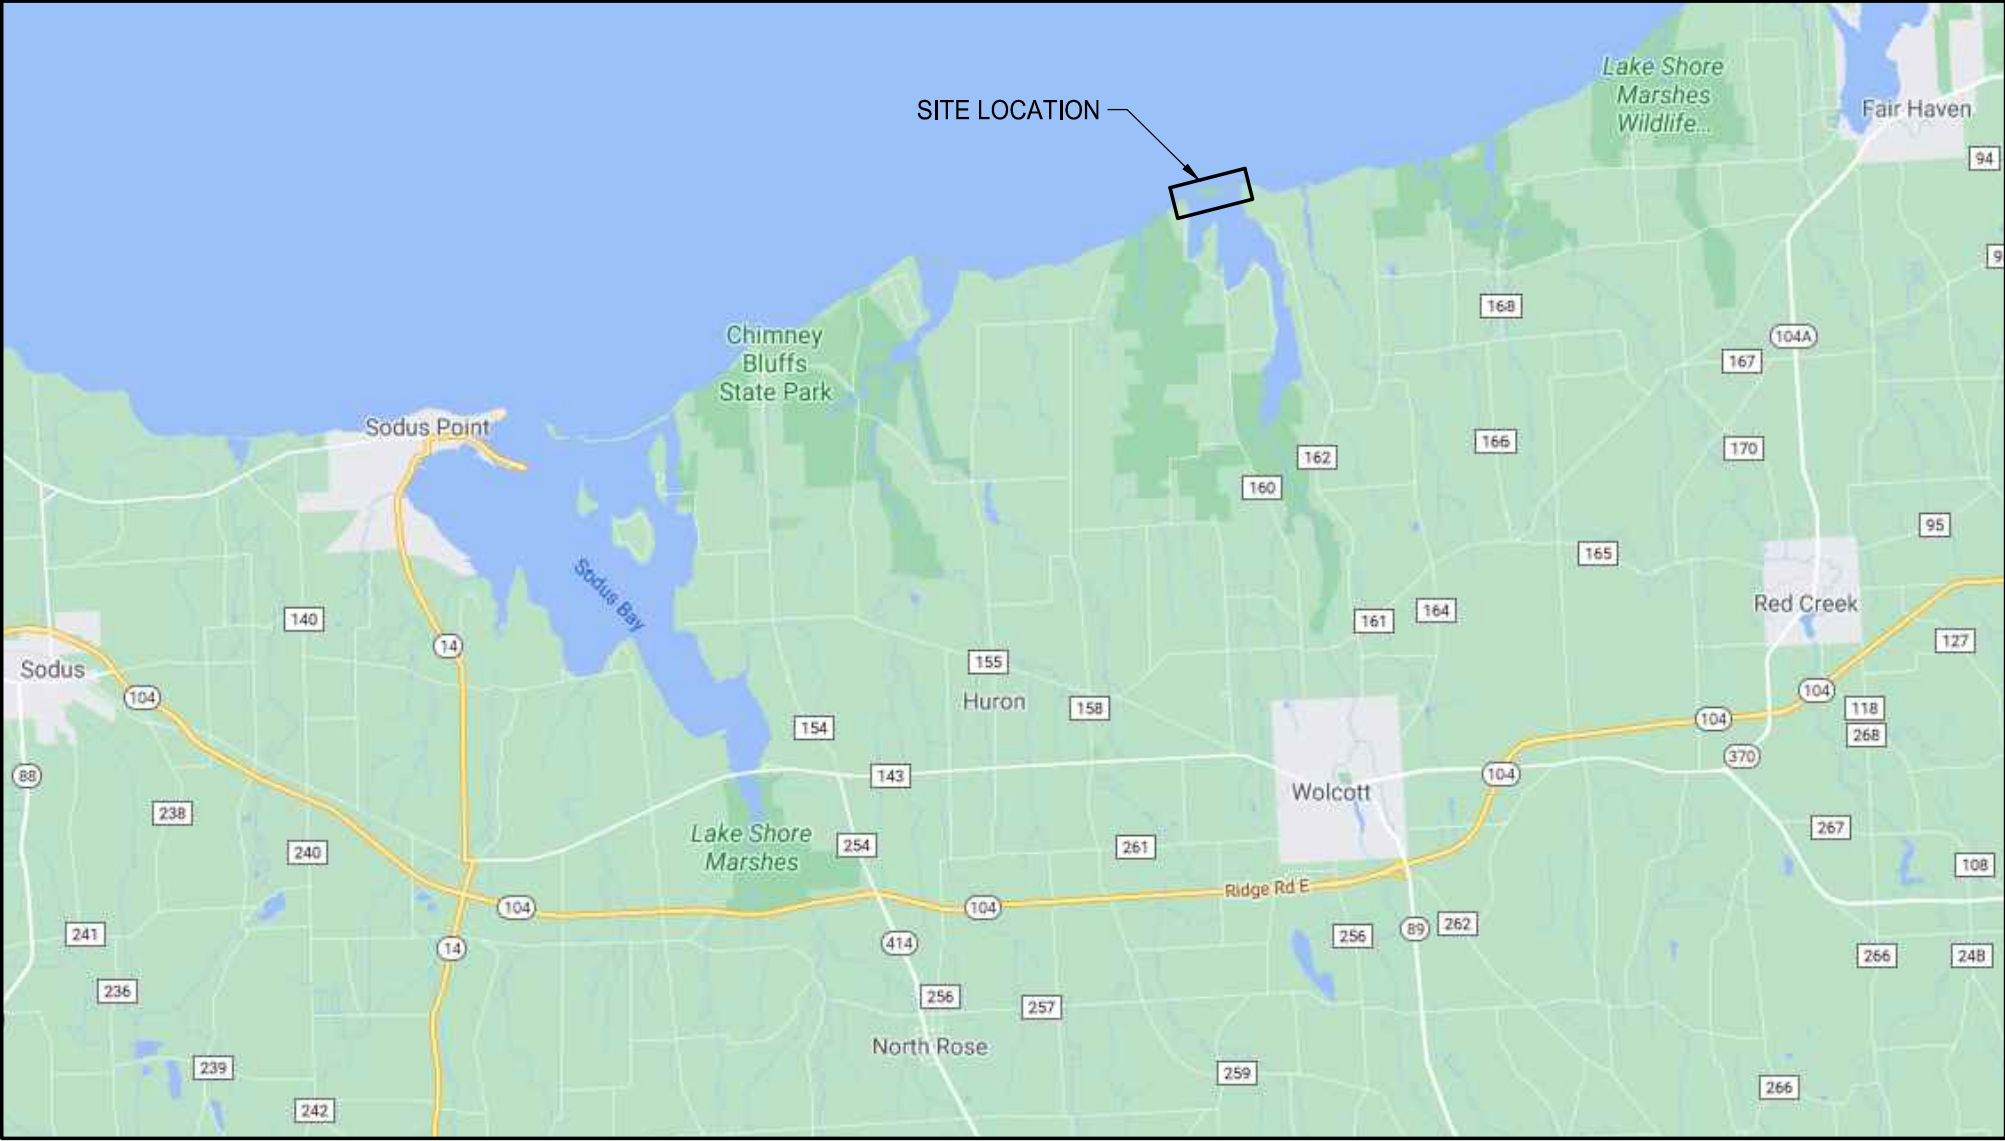 Lake Shore
Marshes
Wildlife...
SITE LOCATION
Fair Haven
94
9
168
Chimney
Bluffs
State Park
104A
167
Sodus Point
166
170
162
160
95
165
Sodus Bay
Red Creek
140
161
164
14
127
155
Sodus
104
Huron
158
104
118
154
104
268
370
143
104
88
Wolcott
238
267
Lake Shore
Marshes
254
261
240
108
Ridge Rd E
104
104
241
14
414
256
89
262
266
248
236
256
257
North Rose
239
259
266
242